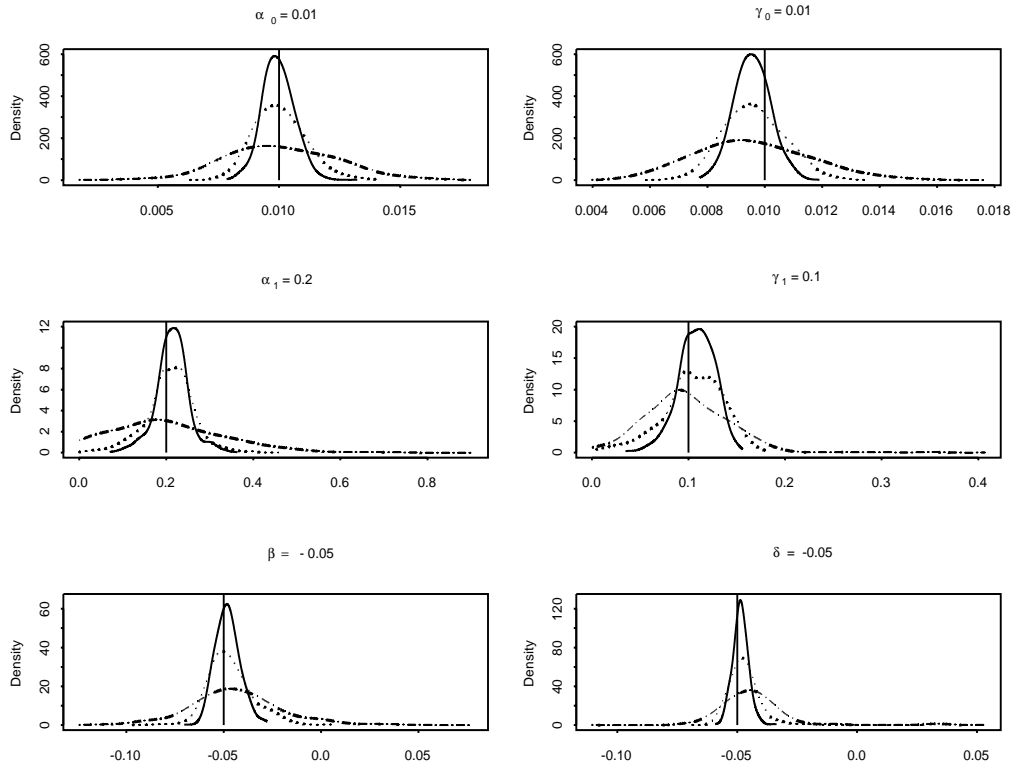 α 0 = 0.01
Density
0 200 400 600
0.005 0.010 0.015
γ 0 = 0.01
Density
0 200 400 600
0.004 0.006 0.008 0.010 0.012 0.014 0.016 0.018
α 1 = 0.2
Density
0 2 4 6 8 12
0.0 0.2 0.4 0.6 0.8
γ 1 = 0.1
Density
0 5 10 15 20
0.0 0.1 0.2 0.3 0.4
β = - 0.05
Density
0 20 40 60
-0.10 -0.05 0.0 0.05
δ = -0.05
Density
0 40 80 120
-0.10 -0.05 0.0 0.05